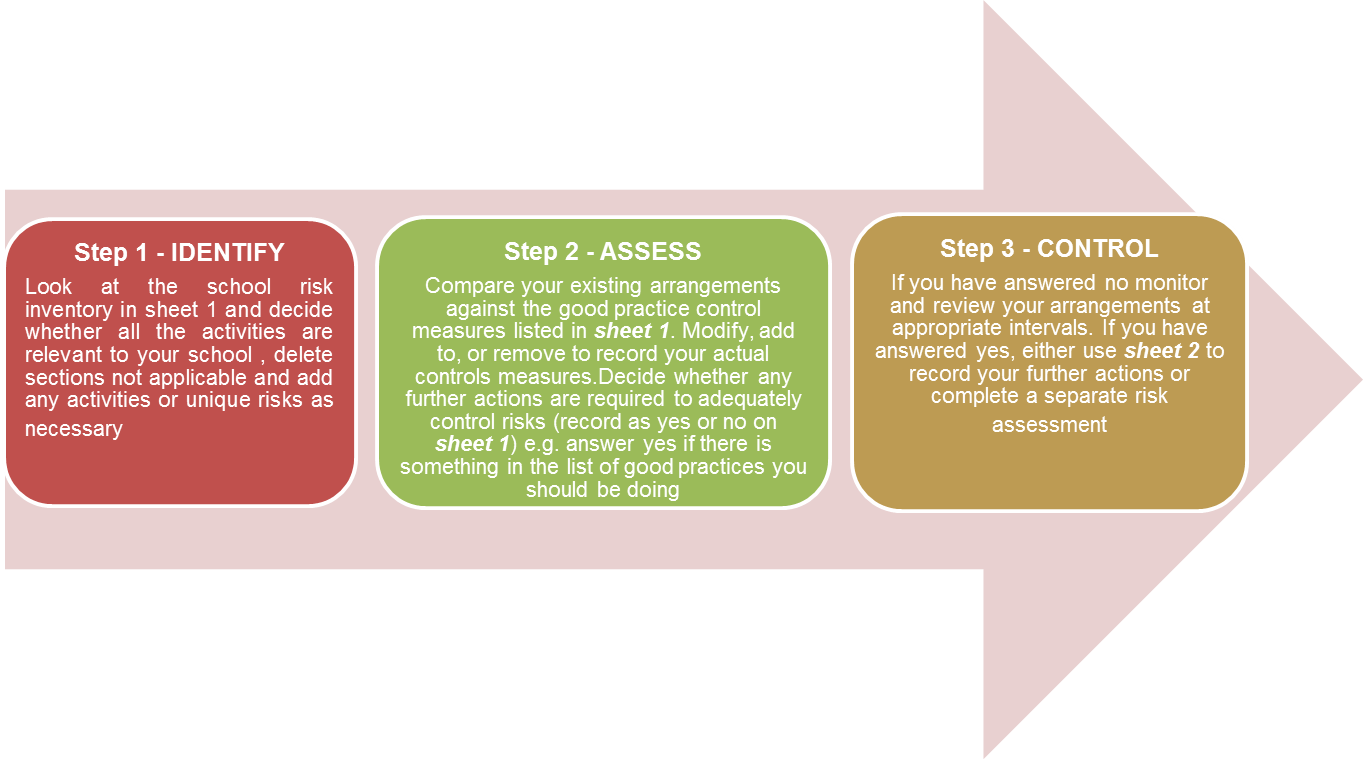 Step 1 - IDENTIFY
Look at the school risk
inventory in sheet 1 and decide
whether all the activities are
relevant to your school , delete
sections not applicable and add
any activities or unique risks as
necessary
Step 2 - ASSESS
Compare your existing arrangements
against the good practice control
measures listed in sheet 1. Modify, add
to, or remove to record your actual
controls measures.Decide whether any
further actions are required to adequately
control risks (record as yes or no on
sheet 1) e.g. answer yes if there is
something in the list of good practices you
should be doing
Step 3 - CONTROL
If you have answered no monitor
and review your arrangements at
appropriate intervals. If you have
answered yes, either use sheet 2 to
record your further actions or
complete a separate risk
assessment